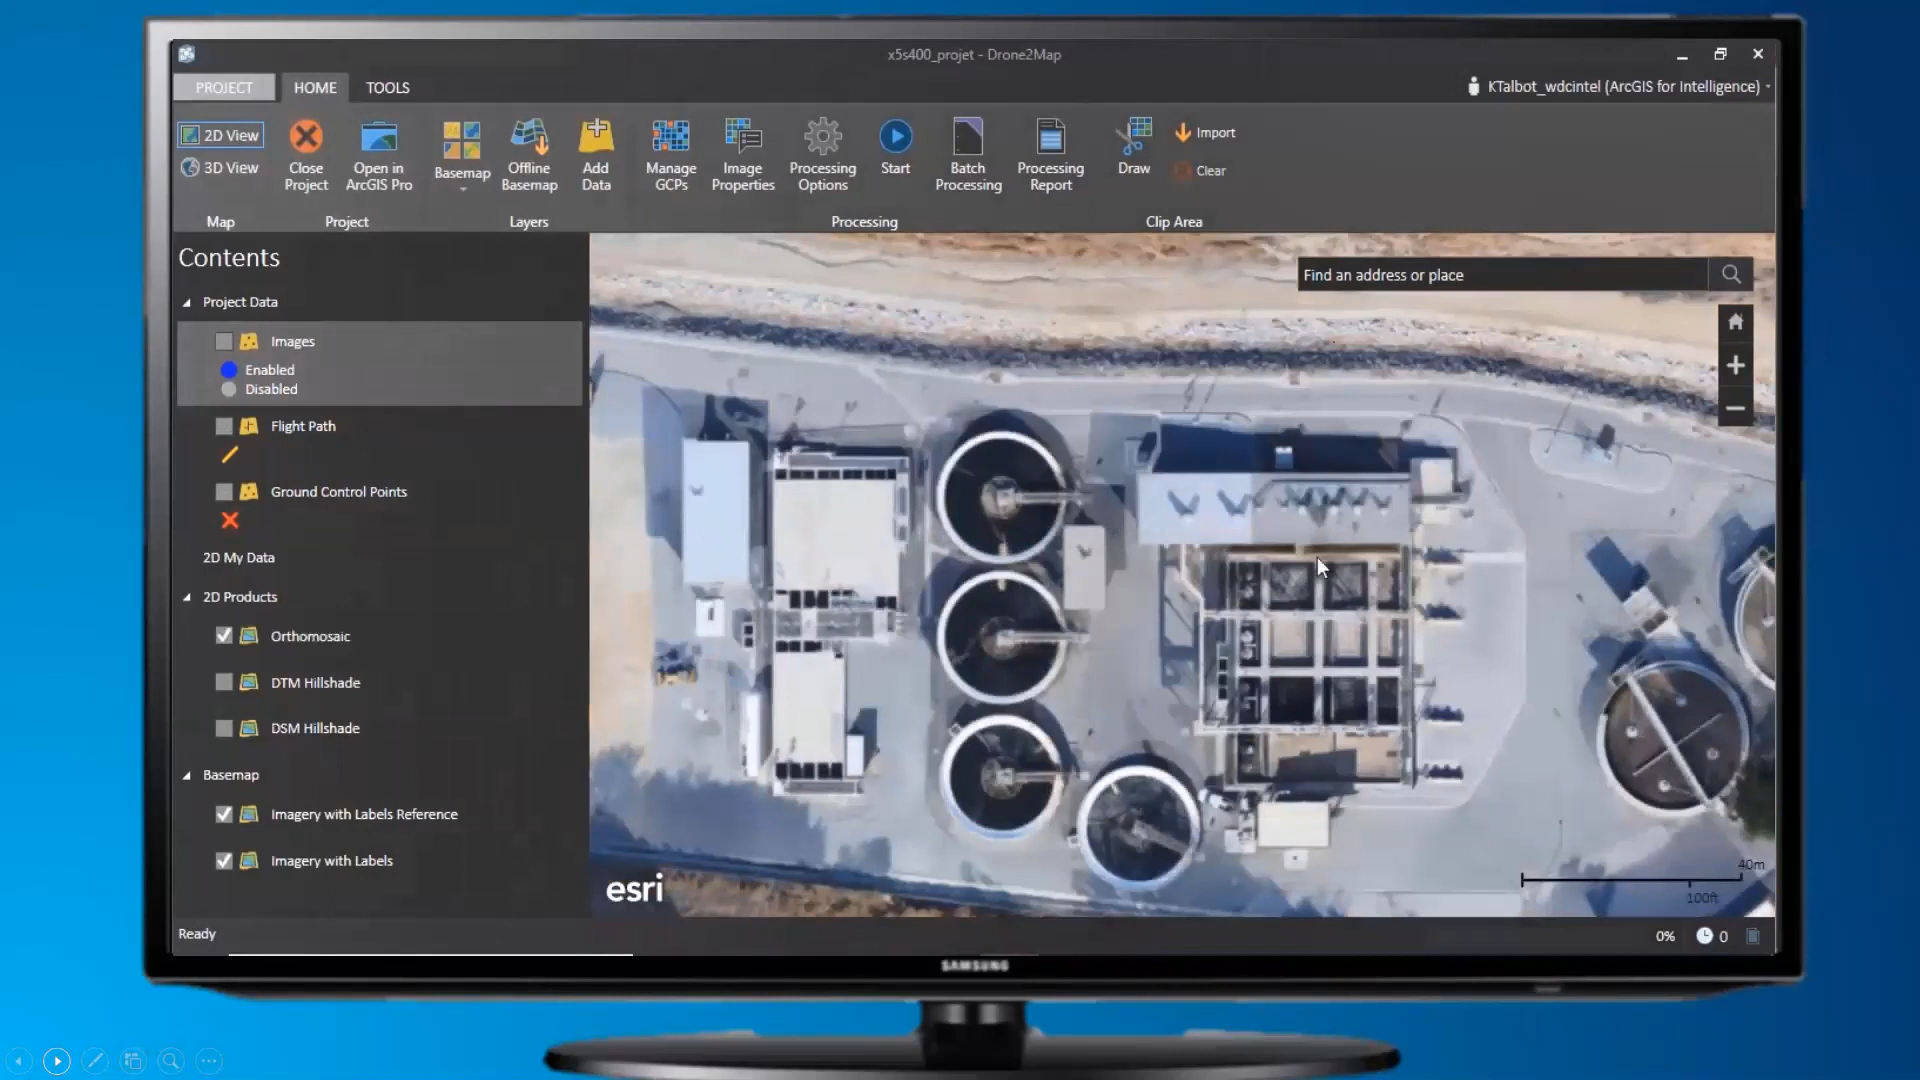 x5s400_projet - Drone2Map
PROJECT
HOME
TOOLS
KTalbot_wdcintel (ArcGIS for Intelligence)
2D View
3D View
Map
Close
Project
Open in
ArcGIS Pro
Project
Basemap
Offline
Basemap
Add
Data
Layers
Manage
GCPs
Image
Properties
Processing
Options
Start
Batch
Processing
Processing
Report
Processing
Draw
Import
Clear
Clip Area
Contents
Project Data
Images
Enabled
Disabled
Flight Path
Ground Control Points
2D My Data
2D Products
Orthomosaic
DTM Hillshade
DSM Hillshade
Basemap
Imagery with Labels Reference
Imagery with Labels
Find an address or place
esri
40m
100ft
Ready
0%
0
SAMSUNG